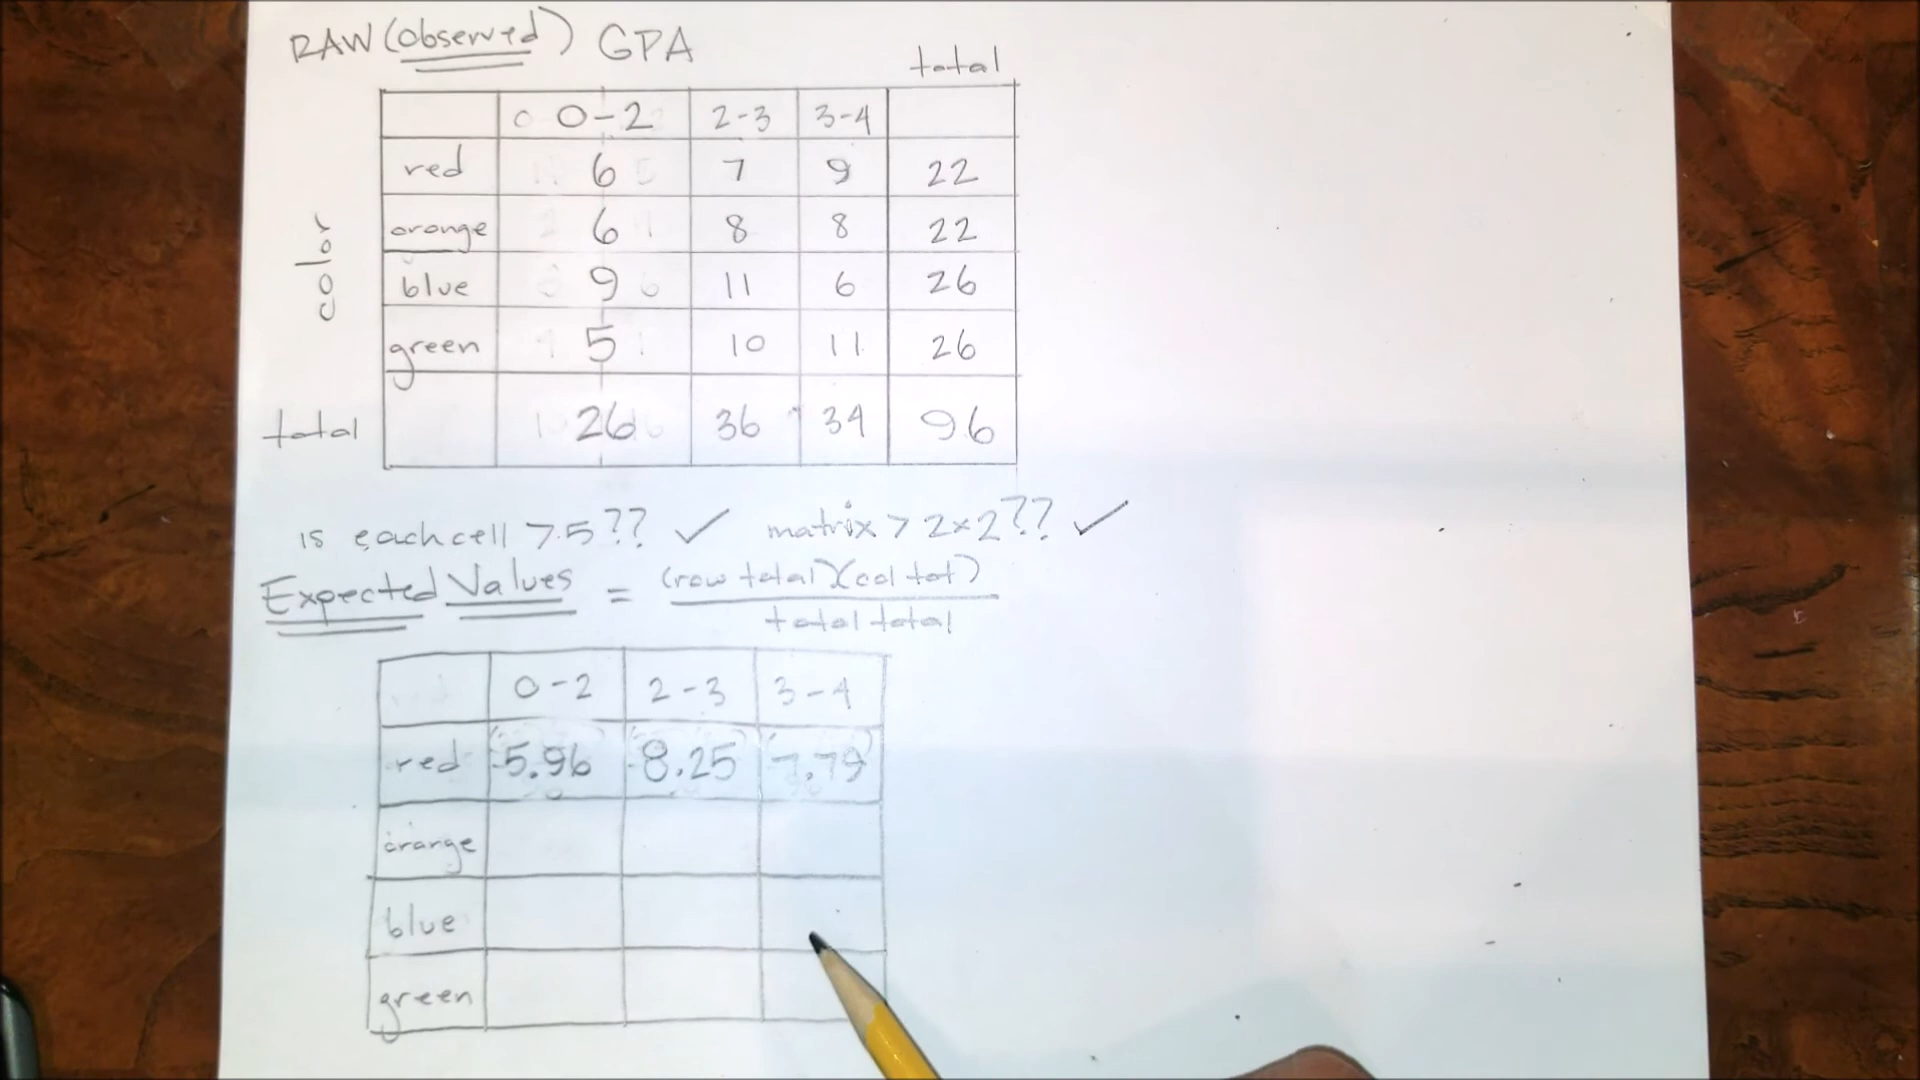 RAW (observed) GPA
total
0-2 2-3 3-4
red 6 7 9 22
orange 6 8 8 22
color
blue 9 11 6 26
green 5 10 11 26
total 26 36 34 96
is each cell >5?? ✓ matrix > 2x2?? ✓
Expected Values = (row total)(col tot)
total total
0-2 2-3 3-4
red 5.96 8.25 7.79
orange
blue
green